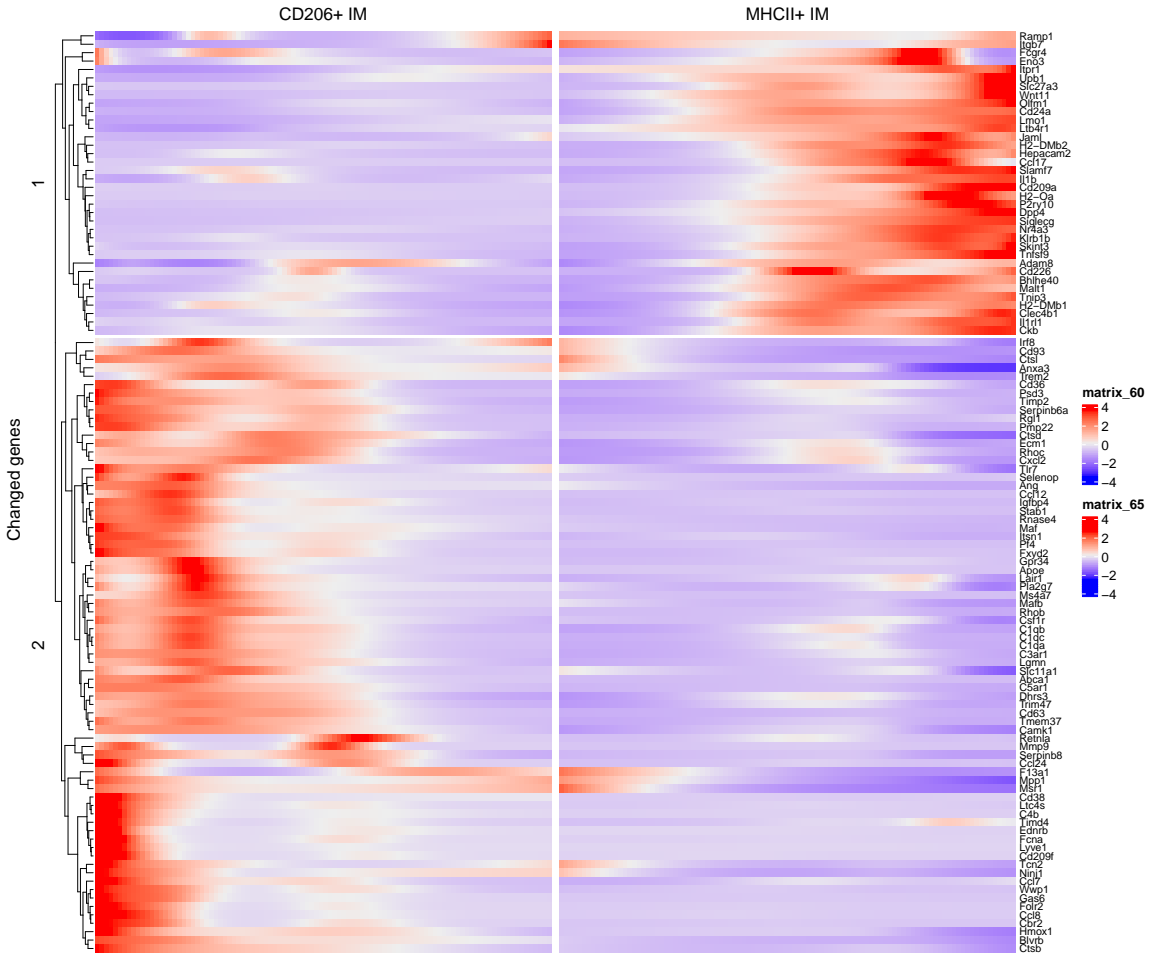 CD206+ IM
MHCII+ IM
Changed genes
1
2
Ramp1
Itgb7
Fcgr4
Eno3
Itpr1
Upb1
Slc27a3
Wnt11
Olfm1
Cd24a
Lmo1
Ltb4r1
Jaml
H2−DMb2
Hepacam2
Ccl17
Slamf7
Il1b
Cd209a
H2−Oa
P2ry10
Dpp4
Siglecg
Nr4a3
Klrb1b
Skint3
Tnfsf9
Adam8
Cd226
Bhlhe40
Malt1
Tnip3
H2−DMb1
Clec4b1
Il1rl1
Ckb
Irf8
Cd93
Ctsl
Anxa3
Trem2
Cd36
Psd3
Timp2
Serpinb6a
Rgl1
Pmp22
Ctsd
Ecm1
Rhoc
Cxcl2
Tlr7
Selenop
Ang
Ccl12
Igfbp4
Stab1
Rnase4
Maf
Itsn1
Pf4
Fxyd2
Gpr34
Apoe
Lair1
Pla2g7
Ms4a7
Mafb
Rhob
Csf1r
C1qb
C1qc
C1qa
C3ar1
Lgmn
Slc11a1
Abca1
C5ar1
Dhrs3
Trim47
Cd63
Tmem37
Camk1
Retnla
Mmp9
Serpinb8
Ccl24
F13a1
Mpp1
Msr1
Cd38
Ltc4s
C4b
Timd4
Ednrb
Fcna
Lyve1
Cd209f
Tcn2
Ninj1
Ccl7
Wwp1
Gas6
Folr2
Ccl8
Cbr2
Hmox1
Blvrb
Ctsb
matrix_60
4
2
0
−2
−4
matrix_65
4
2
0
−2
−4